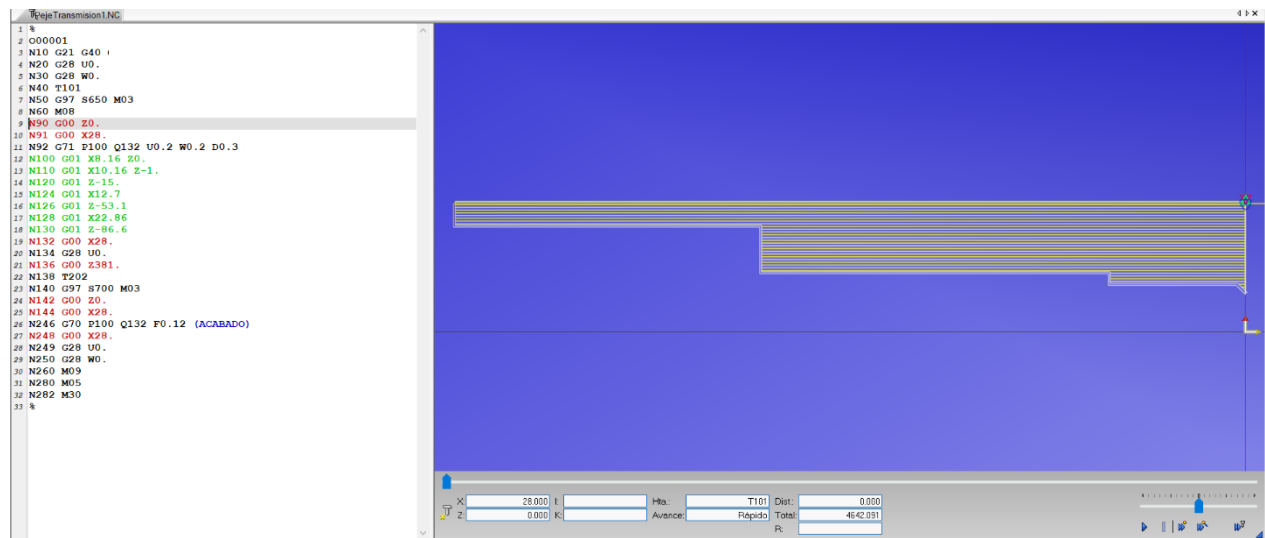 ejeTransmision1.NC
1 %
2 O00001
3 N10 G21 G40
4 N20 G28 U0.
5 N30 G28 W0.
6 N40 T101
7 N50 G97 S650 M03
8 N60 M08
9 N90 G00 Z0.
10 N91 G00 X28.
11 N92 G71 P100 Q132 U0.2 W0.2 D0.3
12 N100 G01 X8.16 Z0.
13 N110 G01 X10.16 Z-1.
14 N120 G01 Z-15.
15 N124 G01 X12.7
16 N126 G01 Z-53.1
17 N128 G01 X22.86
18 N130 G01 Z-86.6
19 N132 G00 X28.
20 N134 G28 U0.
21 N136 G00 Z381.
22 N138 T202
23 N140 G97 S700 M03
24 N142 G00 Z0.
25 N144 G00 X28.
26 N246 G70 P100 Q132 F0.12 (ACABADO)
27 N248 G00 X28.
28 N249 G28 U0.
29 N250 G28 W0.
30 N260 M09
31 N280 M05
32 N282 M30
33 %
X: 28.000 I: Hta.: T101 Dist.: 0.000
Z: 0.000 K: Avance: Rápido Total: 4642.091
R: